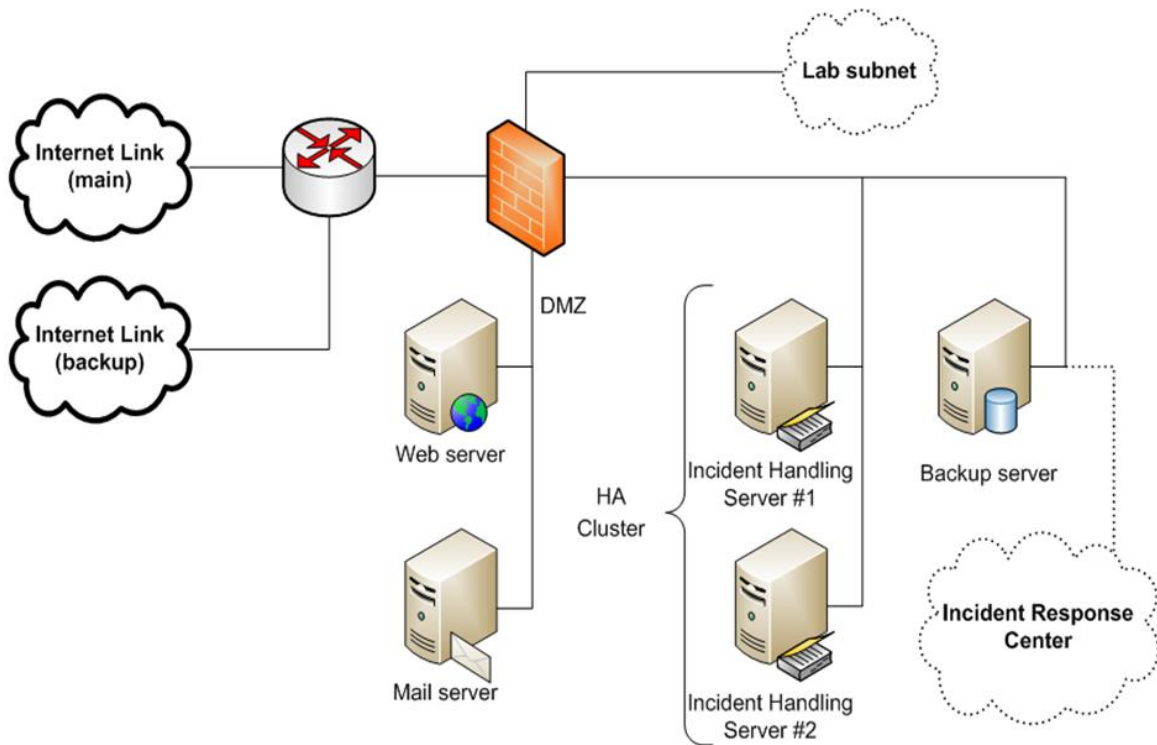 Lab subnet
Internet Link
(main)
Internet Link
(backup)
DMZ
Web server
Mail server
HA
Cluster
Incident Handling
Server #1
Incident Handling
Server #2
Backup server
Incident Response
Center